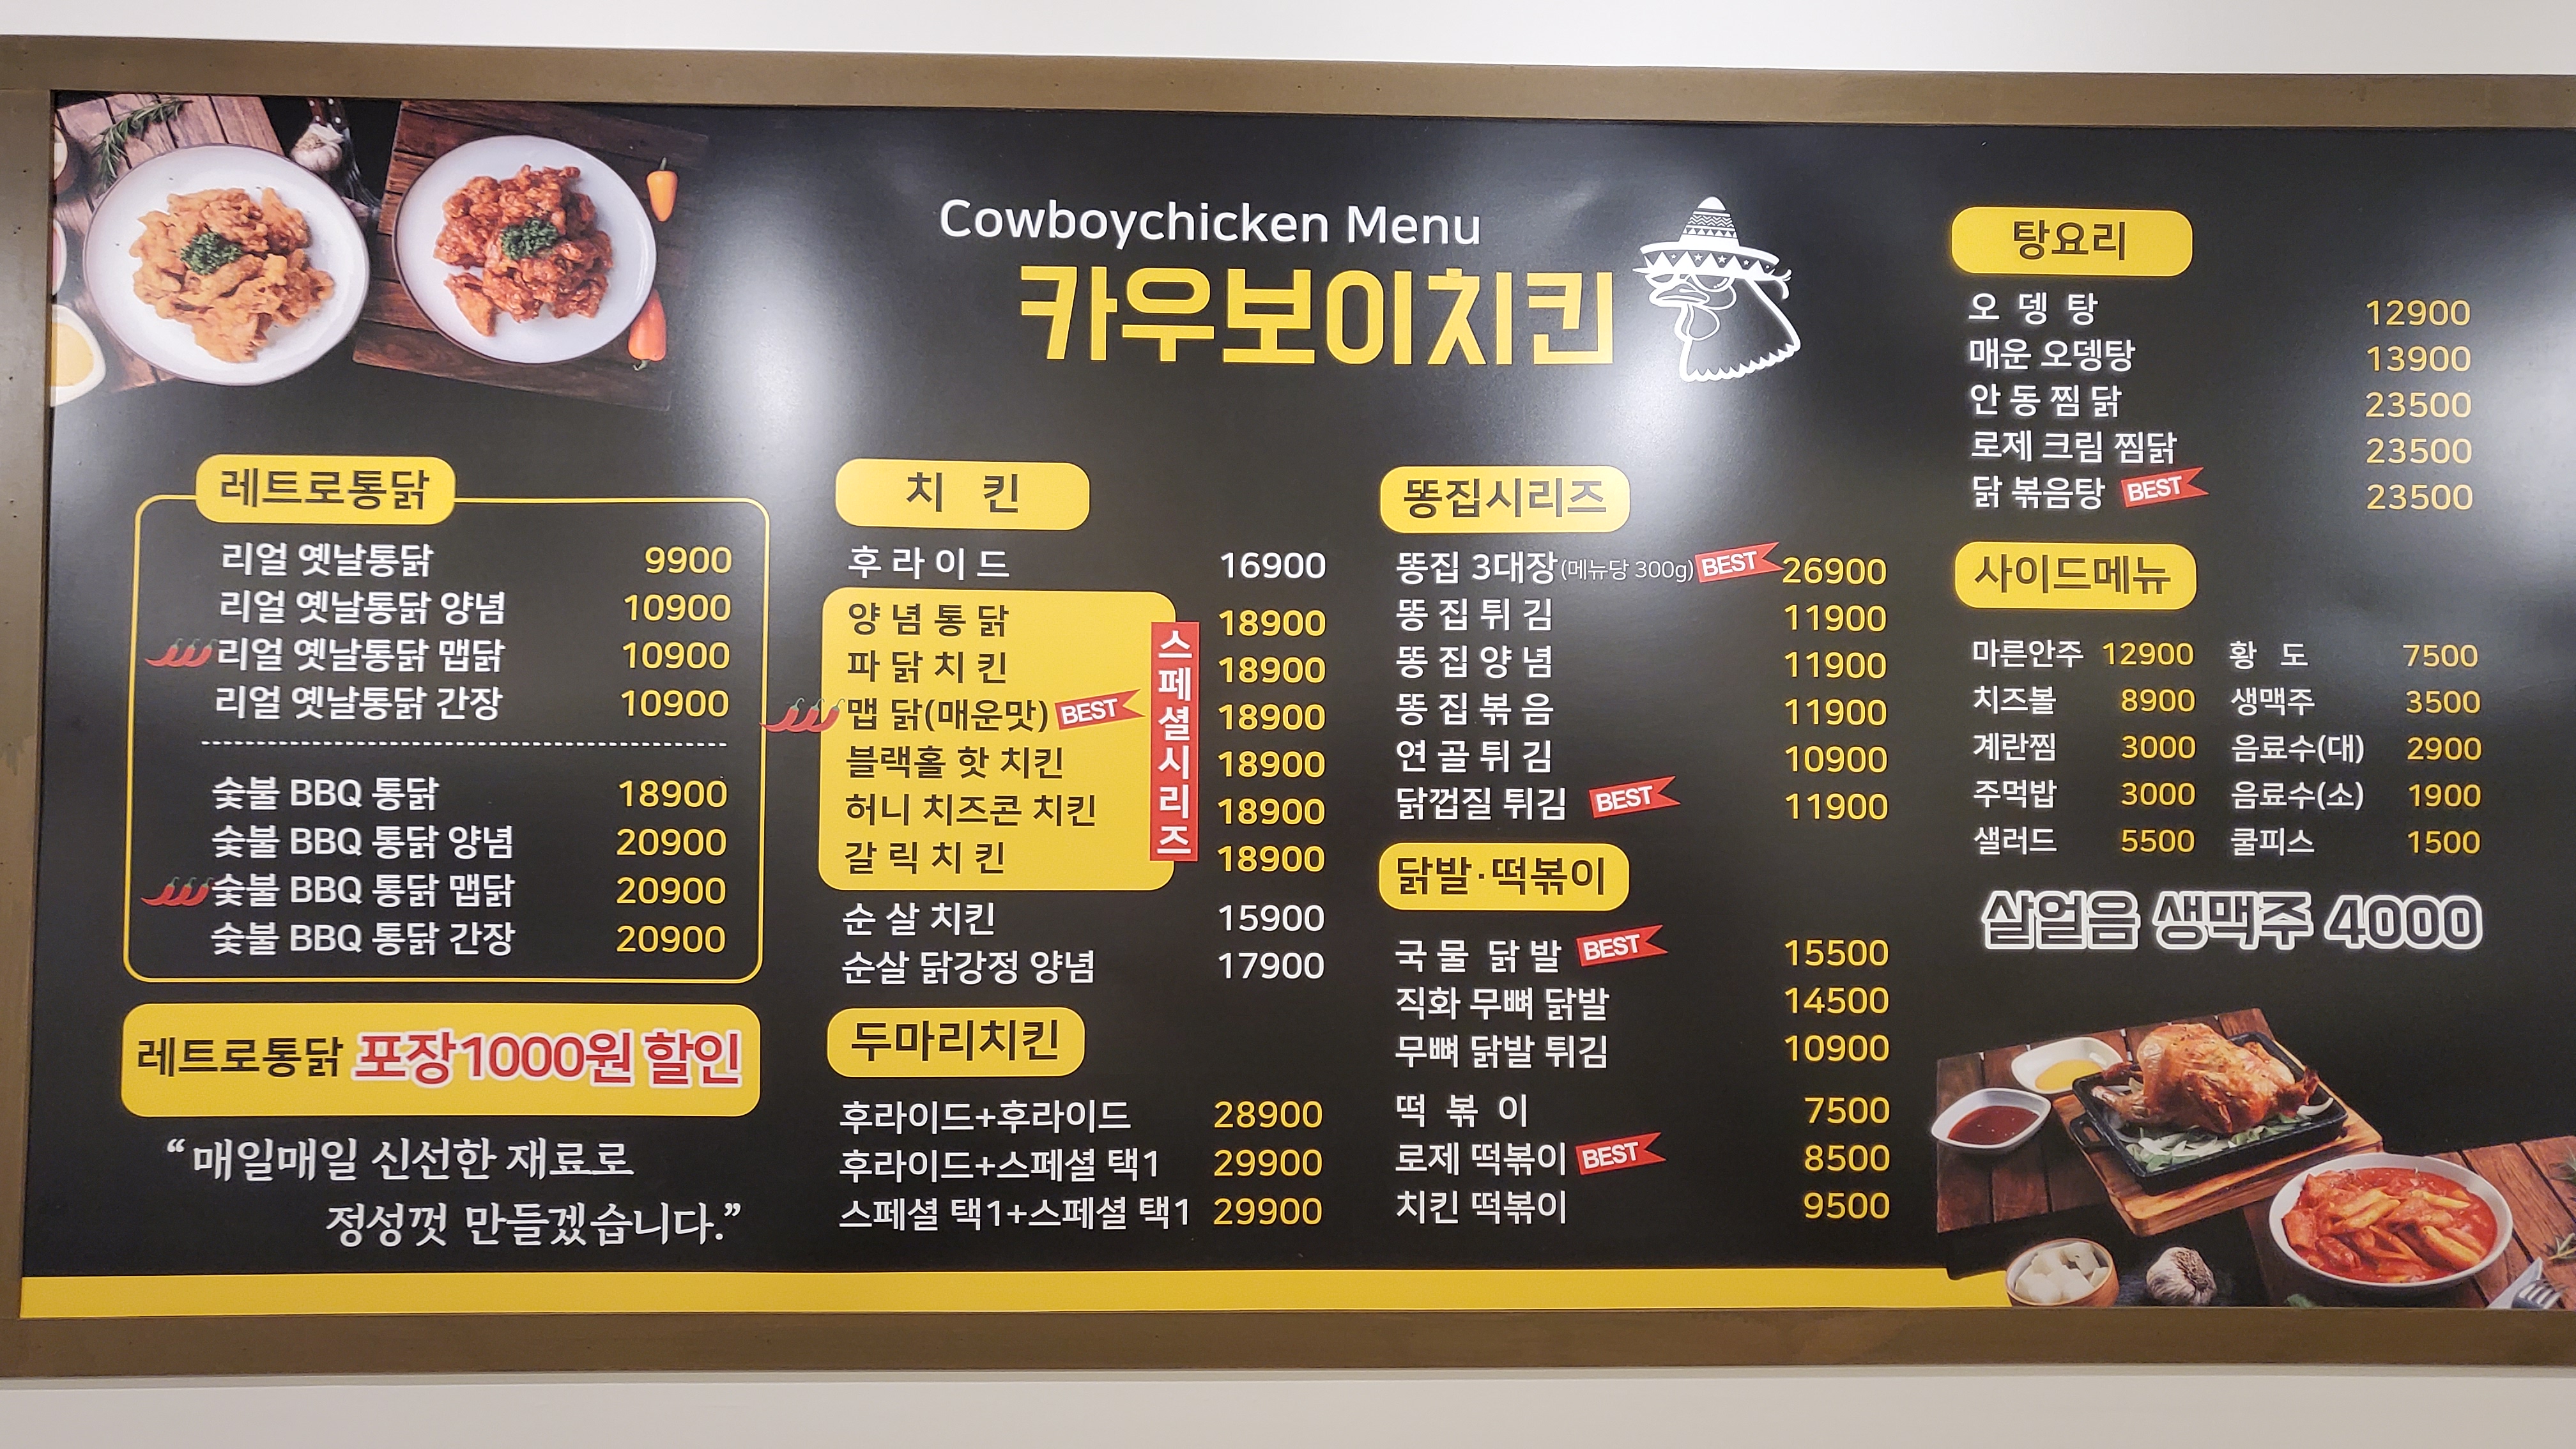 Cowboychicken Menu
카우보이치킨
레트로통닭
리얼 옛날통닭 9900
리얼 옛날통닭 양념 10900
리얼 옛날통닭 맵닭 10900
리얼 옛날통닭 간장 10900
숯불 BBQ 통닭 18900
숯불 BBQ 통닭 양념 20900
숯불 BBQ 통닭 맵닭 20900
숯불 BBQ 통닭 간장 20900
레트로통닭 포장1000원 할인
“매일매일 신선한 재료로
정성껏 만들겠습니다.”
치 킨
후 라 이 드 16900
스페셜시리즈
양 념 통 닭 18900
파 닭 치 킨 18900
맵 닭(매운맛) BEST 18900
블랙홀 핫 치킨 18900
허니 치즈콘 치킨 18900
갈 릭 치 킨 18900
순 살 치킨 15900
순살 닭강정 양념 17900
두마리치킨
후라이드+후라이드 28900
후라이드+스페셜 택1 29900
스페셜 택1+스페셜 택1 29900
똥집시리즈
똥집 3대장(메뉴당 300g) BEST 26900
똥 집 튀 김 11900
똥 집 양 념 11900
똥 집 볶 음 11900
연 골 튀 김 10900
닭껍질 튀김 BEST 11900
닭발·떡볶이
국 물 닭 발 BEST 15500
직화 무뼈 닭발 14500
무뼈 닭발 튀김 10900
떡 볶 이 7500
로제 떡볶이 BEST 8500
치킨 떡볶이 9500
탕요리
오 뎅 탕 12900
매운 오뎅탕 13900
안 동 찜 닭 23500
로제 크림 찜닭 23500
닭 볶음탕 BEST 23500
사이드메뉴
마른안주 12900 황 도 7500
치즈볼 8900 생맥주 3500
계란찜 3000 음료수(대) 2900
주먹밥 3000 음료수(소) 1900
샐러드 5500 쿨피스 1500
살얼음 생맥주 4000